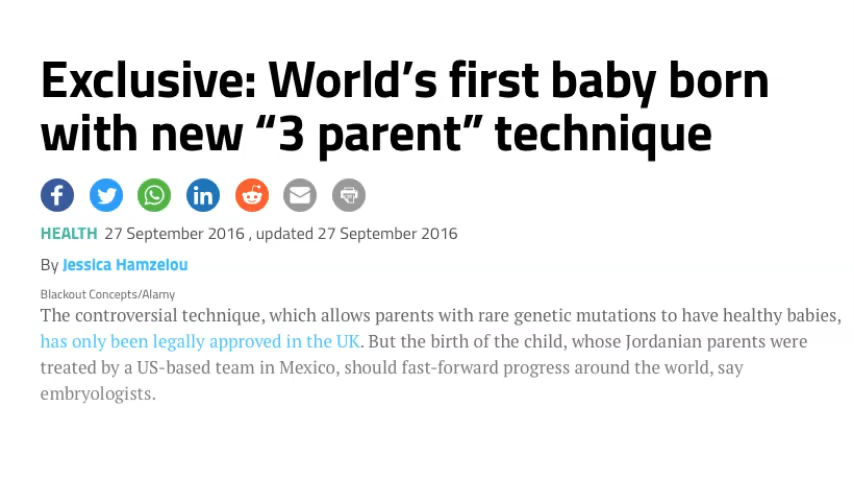 Exclusive: World’s first baby born
with new “3 parent” technique
HEALTH 27 September 2016 , updated 27 September 2016
By Jessica Hamzelou
Blackout Concepts/Alamy
The controversial technique, which allows parents with rare genetic mutations to have healthy babies,
has only been legally approved in the UK. But the birth of the child, whose Jordanian parents were
treated by a US-based team in Mexico, should fast-forward progress around the world, say
embryologists.